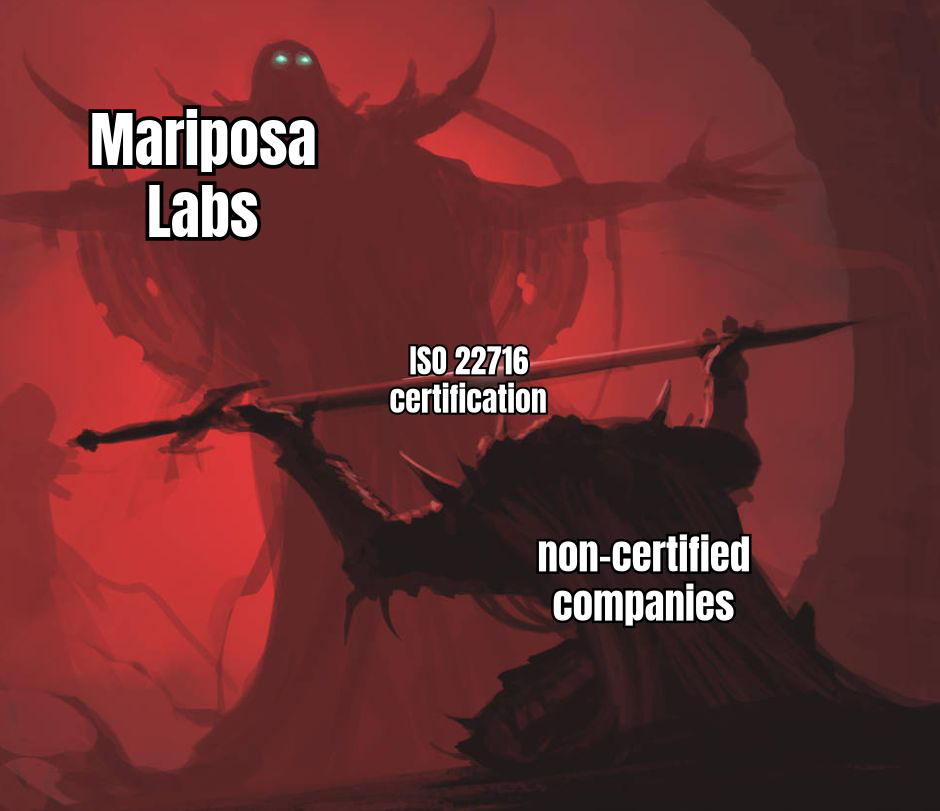 Mariposa
Labs
ISO 22716
certification
non-certified
companies